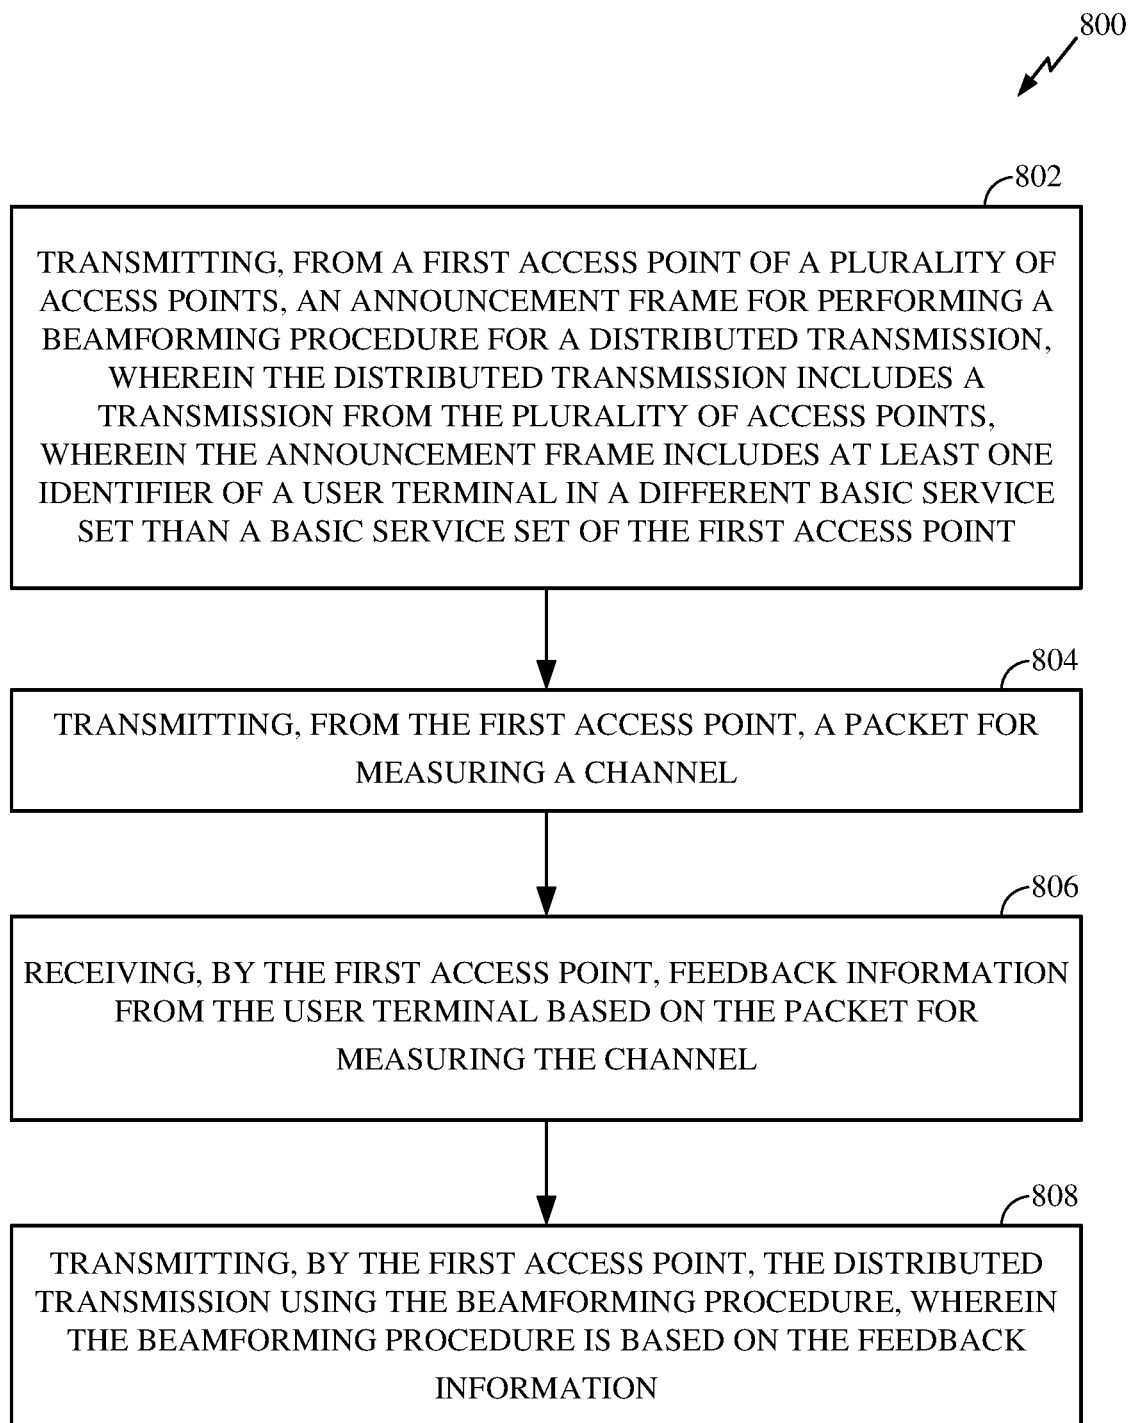 800
802
TRANSMITTING, FROM A FIRST ACCESS POINT OF A PLURALITY OF
ACCESS POINTS, AN ANNOUNCEMENT FRAME FOR PERFORMING A
BEAMFORMING PROCEDURE FOR A DISTRIBUTED TRANSMISSION,
WHEREIN THE DISTRIBUTED TRANSMISSION INCLUDES A
TRANSMISSION FROM THE PLURALITY OF ACCESS POINTS,
WHEREIN THE ANNOUNCEMENT FRAME INCLUDES AT LEAST ONE
IDENTIFIER OF A USER TERMINAL IN A DIFFERENT BASIC SERVICE
SET THAN A BASIC SERVICE SET OF THE FIRST ACCESS POINT
804
TRANSMITTING, FROM THE FIRST ACCESS POINT, A PACKET FOR
MEASURING A CHANNEL
806
RECEIVING, BY THE FIRST ACCESS POINT, FEEDBACK INFORMATION
FROM THE USER TERMINAL BASED ON THE PACKET FOR
MEASURING THE CHANNEL
808
TRANSMITTING, BY THE FIRST ACCESS POINT, THE DISTRIBUTED
TRANSMISSION USING THE BEAMFORMING PROCEDURE, WHEREIN
THE BEAMFORMING PROCEDURE IS BASED ON THE FEEDBACK
INFORMATION